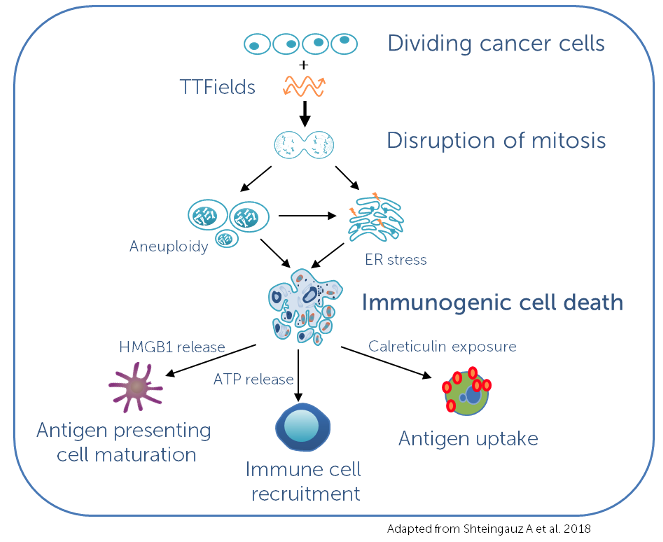 Dividing cancer cells
+
TTFields
Disruption of mitosis
Aneuploidy
ER stress
Immunogenic cell death
HMGB1 release
Calreticulin exposure
ATP release
Antigen presenting
cell maturation
Antigen uptake
Immune cell
recruitment
Adapted from Shteingauz A et al. 2018